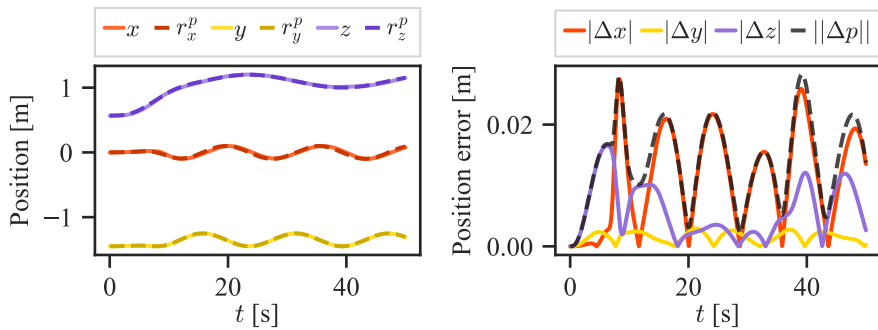 x r_x^p y r_y^p z r_z^p
Position [m]
1
0
−1
0 20 40
t [s]
|Δx| |Δy| |Δz| ||Δp||
Position error [m]
0.02
0.00
0 20 40
t [s]